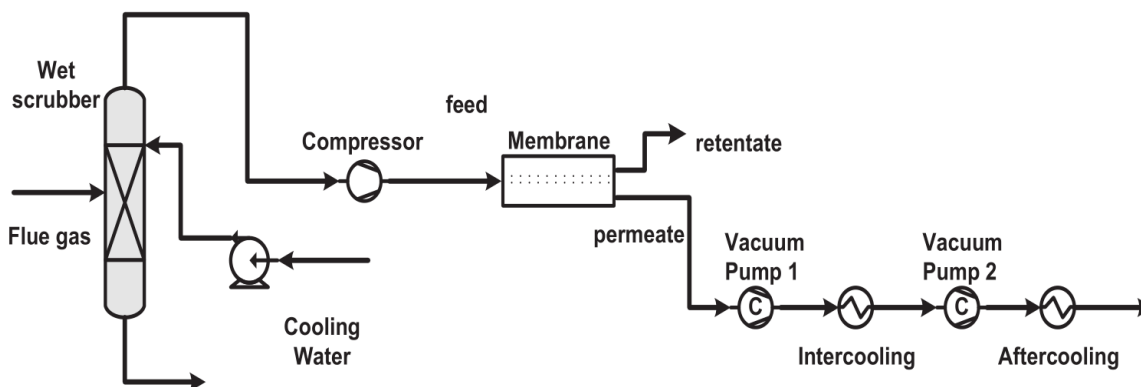 Wet
scrubber
Flue gas
Cooling
Water
Compressor
feed
Membrane
retentate
permeate
Vacuum
Pump 1
C
Intercooling
Vacuum
Pump 2
C
Aftercooling